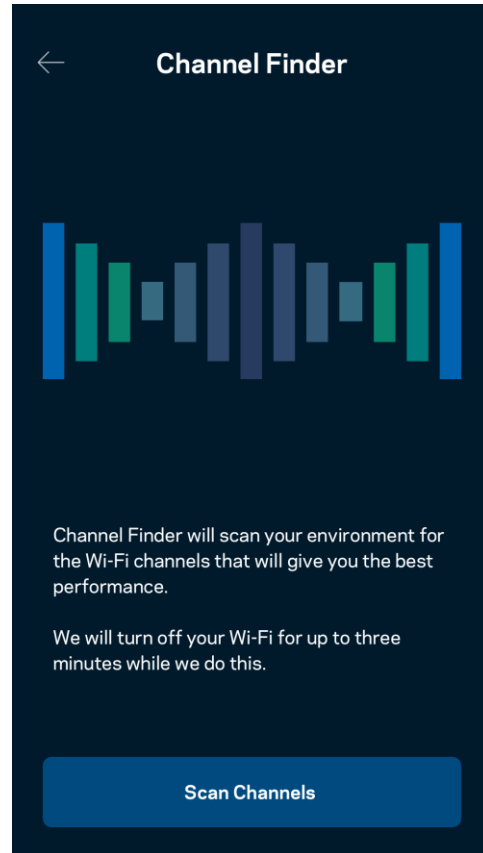 Channel Finder
Channel Finder will scan your environment for
the Wi-Fi channels that will give you the best
performance.
We will turn off your Wi-Fi for up to three
minutes while we do this.
Scan Channels